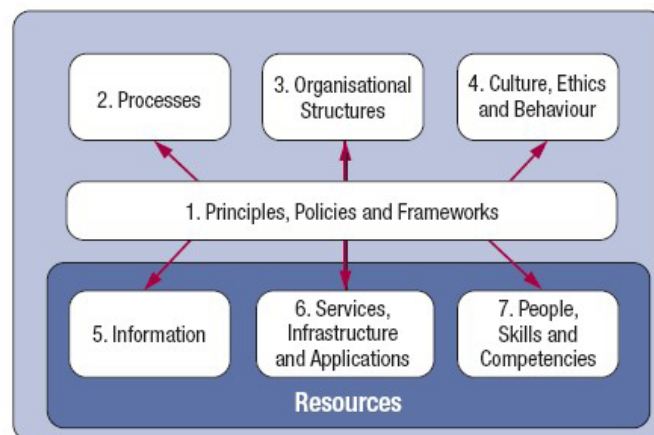 2. Processes
3. Organisational
Structures
4. Culture, Ethics
and Behaviour
1. Principles, Policies and Frameworks
5. Information
6. Services,
Infrastructure
and Applications
7. People,
Skills and
Competencies
Resources